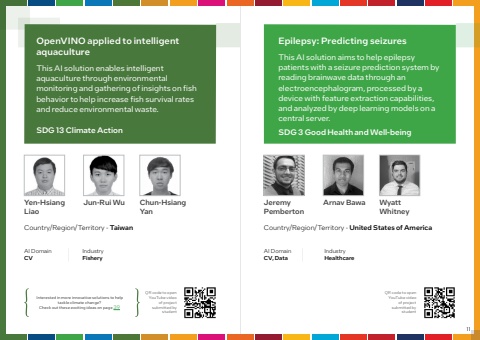 OpenVINO applied to intelligent
aquaculture
This AI solution enables intelligent
aquaculture through environmental
monitoring and gathering of insights on fish
behavior to help increase fish survival rates
and reduce environmental waste.
SDG 13 Climate Action
Yen-Hsiang
Liao
Jun-Rui Wu
Chun-Hsiang
Yan
Country/Region/Territory - Taiwan
AI Domain
CV
Industry
Fishery
Interested in more innovative solutions to help
tackle climate change?
Check out these exciting ideas on page
QR code to open
YouTube video
of project
submitted by
student
Epilepsy: Predicting seizures
This AI solution aims to help epilepsy
patients with a seizure prediction system by
reading brainwave data through an
electroencephalogram, processed by a
device with feature extraction capabilities,
and analyzed by deep learning models on a
central server.
SDG 3 Good Health and Well-being
Jeremy
Pemberton
Arnav Bawa
Wyatt
Whitney
Country/Region/Territory - United States of America
AI Domain
CV, Data
Industry
Healthcare
QR code to open
YouTube video
of project
submitted by
student
11